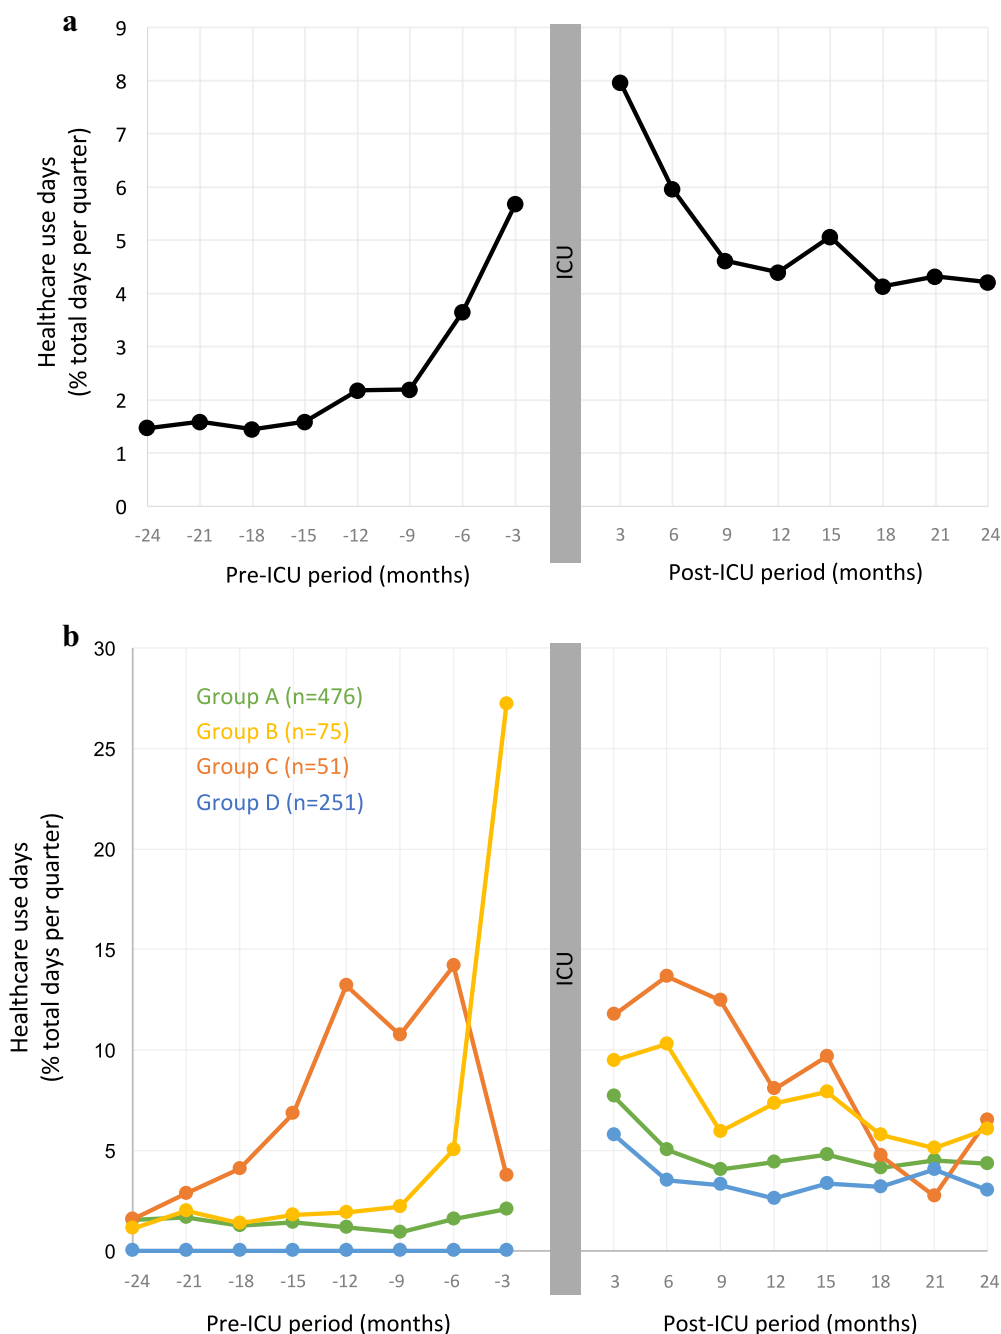 a
9
8
7
6
5
4
3
2
1
0
Healthcare use days
(% total days per quarter)
-24 -21 -18 -15 -12 -9 -6 -3
Pre-ICU period (months)
ICU
3 6 9 12 15 18 21 24
Post-ICU period (months)
b
30
25
20
15
10
5
0
Healthcare use days
(% total days per quarter)
Group A (n=476)
Group B (n=75)
Group C (n=51)
Group D (n=251)
-24 -21 -18 -15 -12 -9 -6 -3
Pre-ICU period (months)
ICU
3 6 9 12 15 18 21 24
Post-ICU period (months)